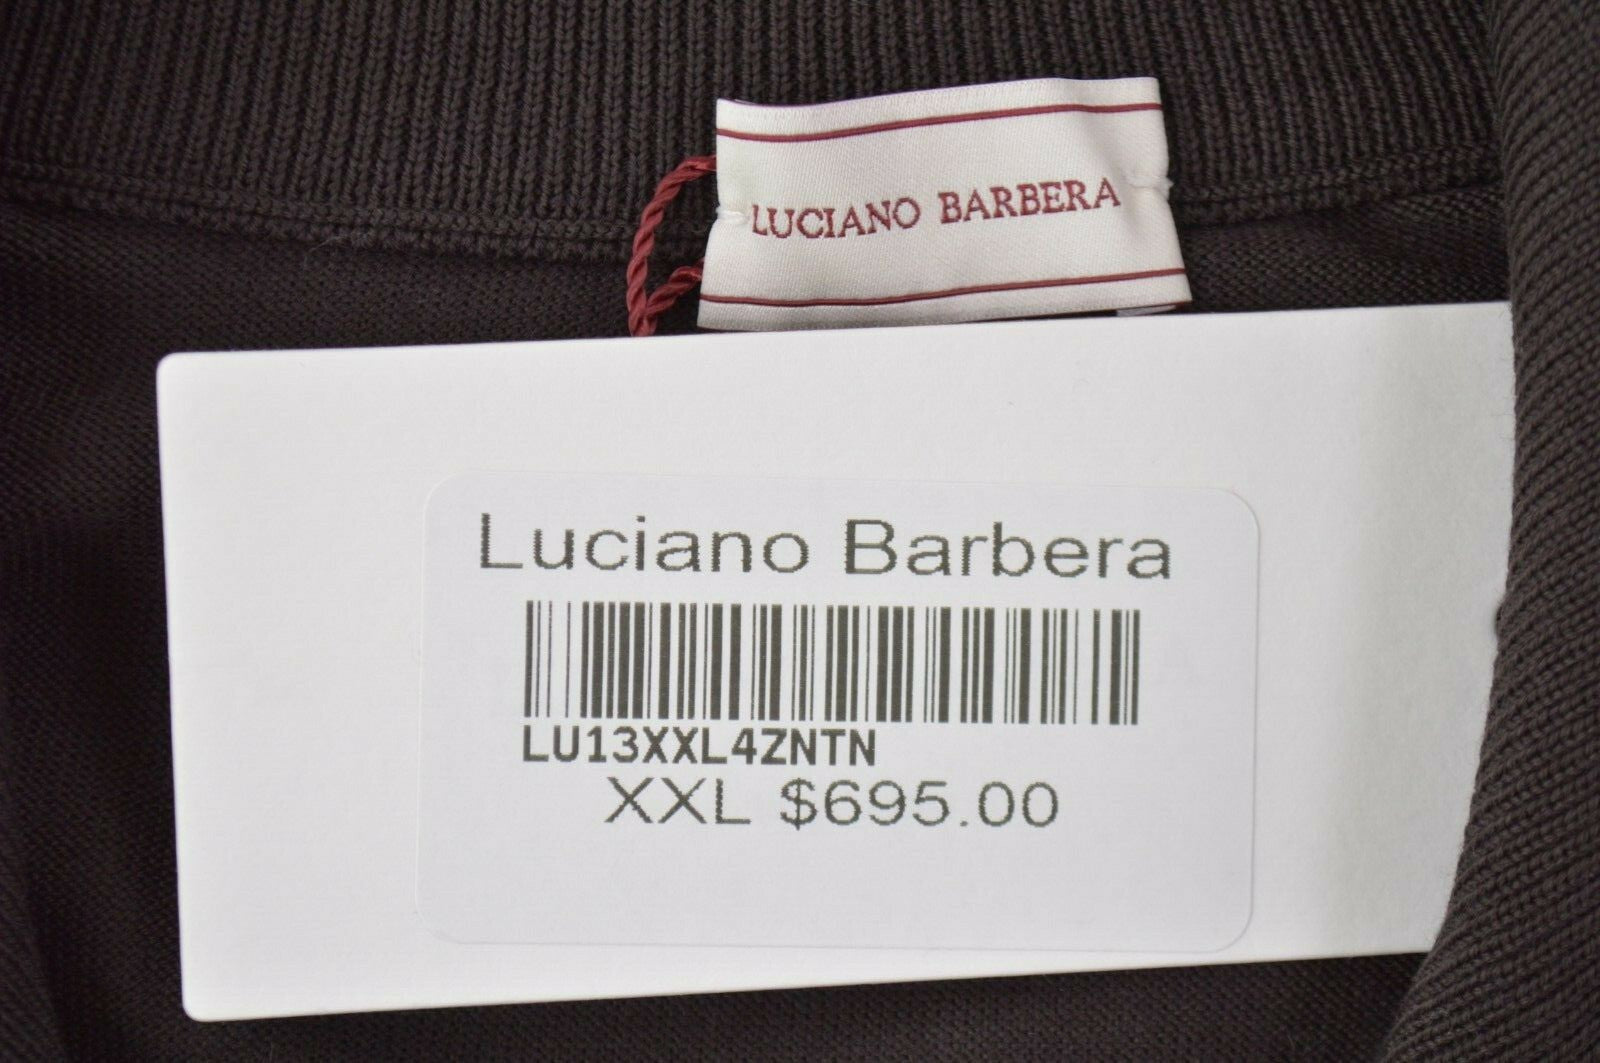 LUCIANO BARBERA
Luciano Barbera
LU13XXL4ZNTN
XXL $695.00